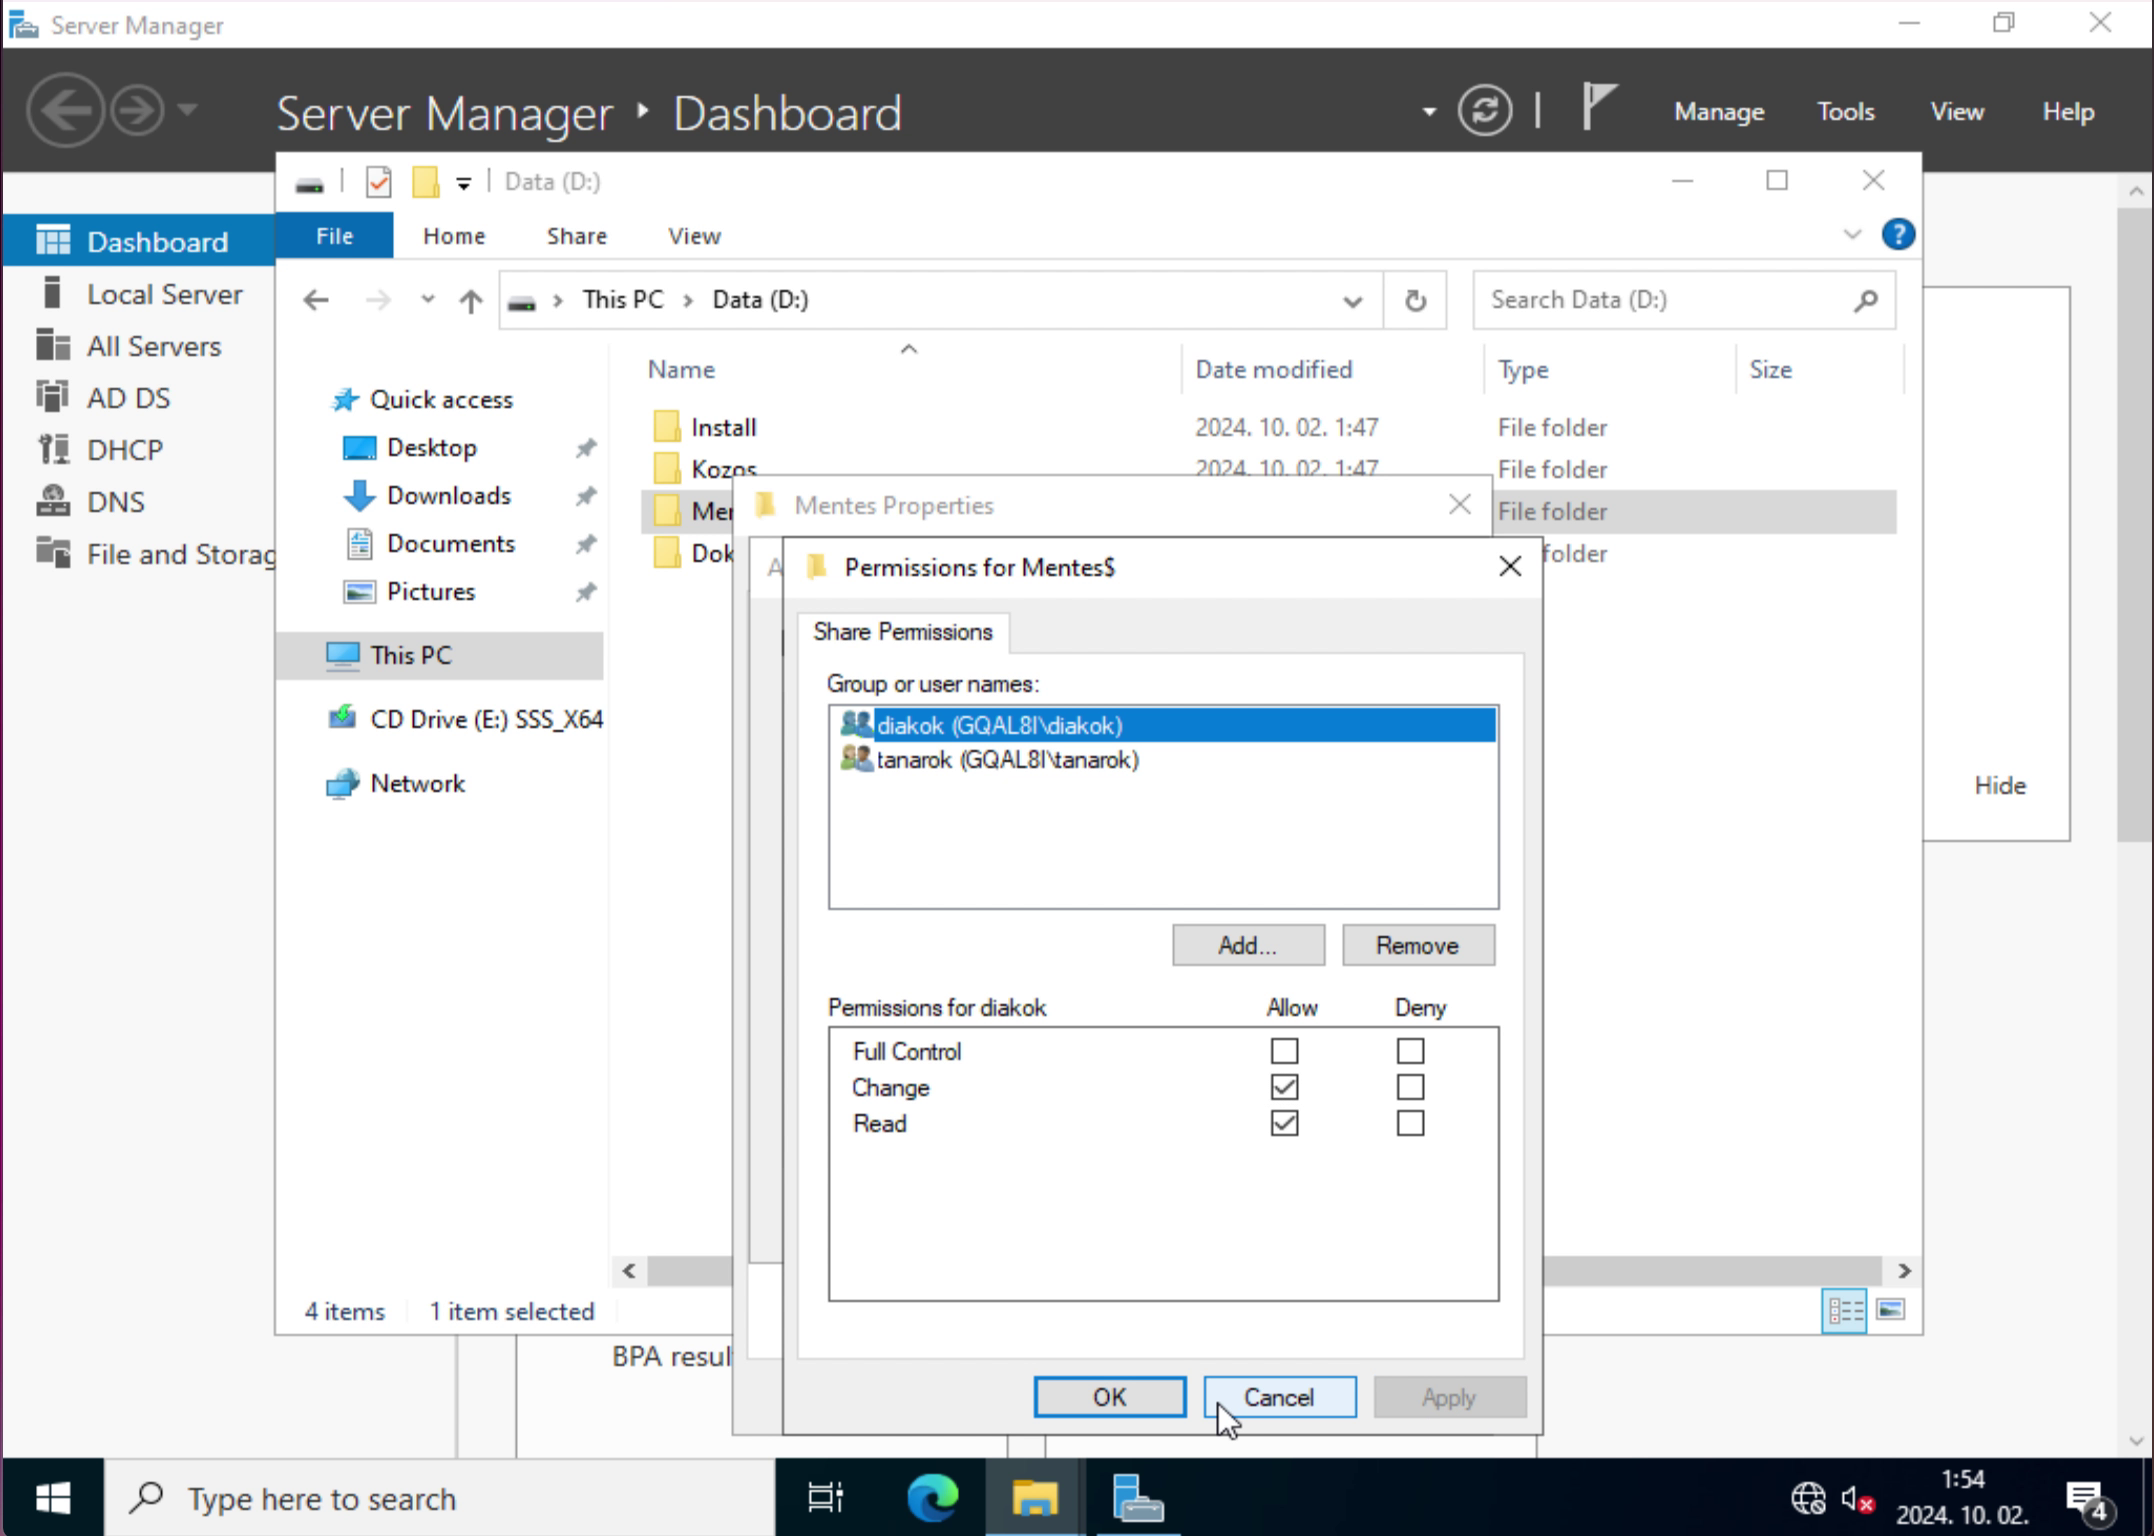 Server Manager
Server Manager Dashboard
Manage Tools View Help
Data (D:)
File Home Share View
This PC Data (D:)
Search Data (D:)
Dashboard
Local Server
All Servers
AD DS
DHCP
DNS
File and Storag
Quick access
Desktop
Downloads
Documents
Pictures
This PC
CD Drive (E:) SSS_X64
Network
Name Date modified Type Size
Install 2024. 10. 02. 1:47 File folder
Kozos 2024. 10. 02. 1:47 File folder
Men File folder
Dok folder
Mentes Properties
A
Permissions for Mentes$
Share Permissions
Group or user names:
diakok (GQAL8I\diakok)
tanarok (GQAL8I\tanarok)
Add... Remove
Permissions for diakok Allow Deny
Full Control
Change
Read
OK Cancel Apply
Hide
4 items 1 item selected
BPA resul
Type here to search
1:54
2024. 10. 02.
4